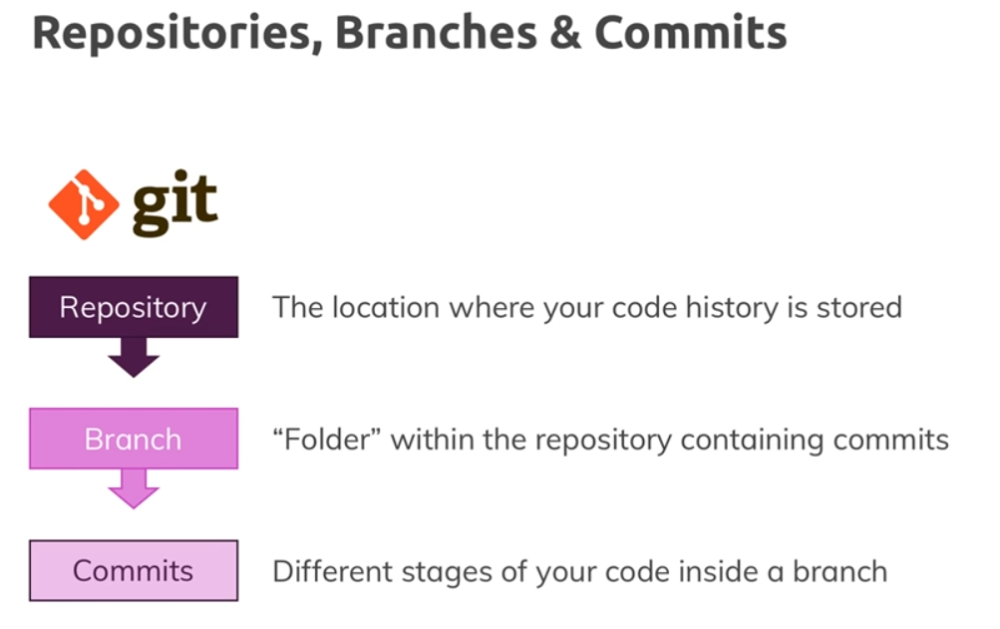 Repositories, Branches & Commits
git
Repository
The location where your code history is stored
Branch
“Folder” within the repository containing commits
Commits
Different stages of your code inside a branch